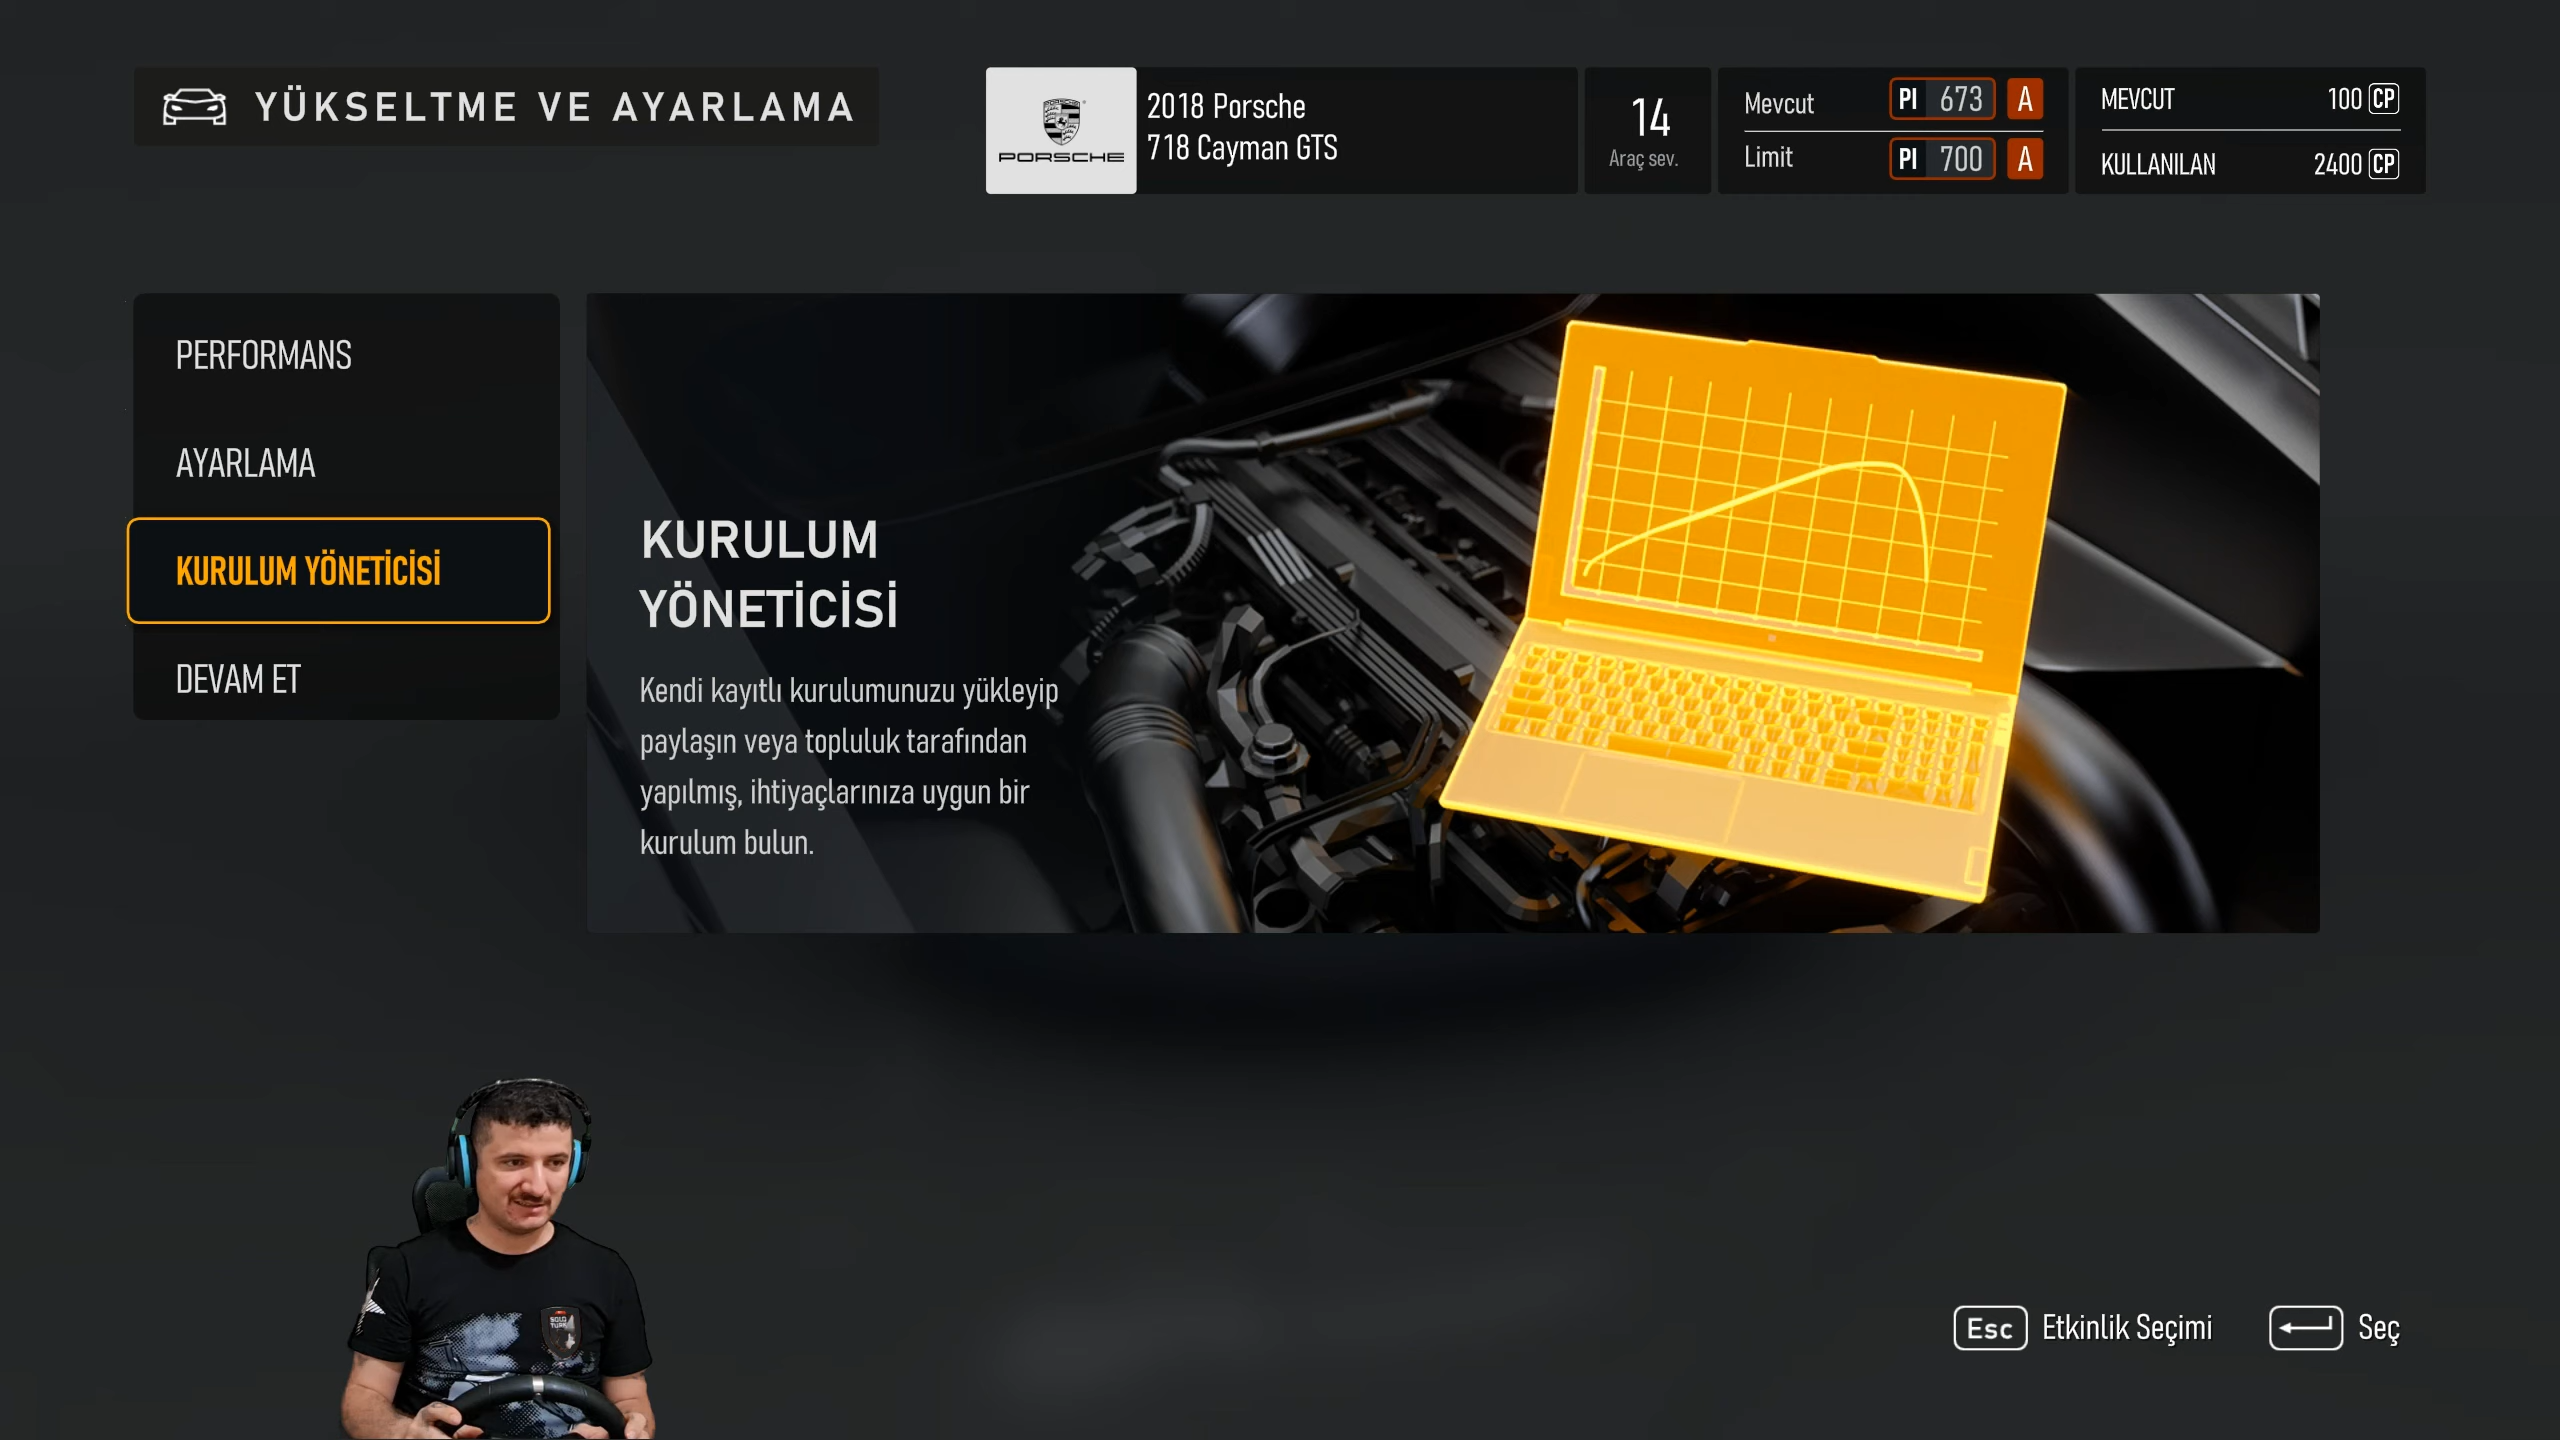 YÜKSELTME VE AYARLAMA
PORSCHE
2018 Porsche
718 Cayman GTS
14
Araç sev.
Mevcut PI 673 A
Limit PI 700 A
MEVCUT 100 CP
KULLANILAN 2400 CP
PERFORMANS
AYARLAMA
KURULUM YÖNETİCİSİ
DEVAM ET
KURULUM
YÖNETİCİSİ
Kendi kayıtlı kurulumunuzu yükleyip
paylaşın veya topluluk tarafından
yapılmış, ihtiyaçlarınıza uygun bir
kurulum bulun.
SOLO
TÜRK
Esc Etkinlik Seçimi
Seç